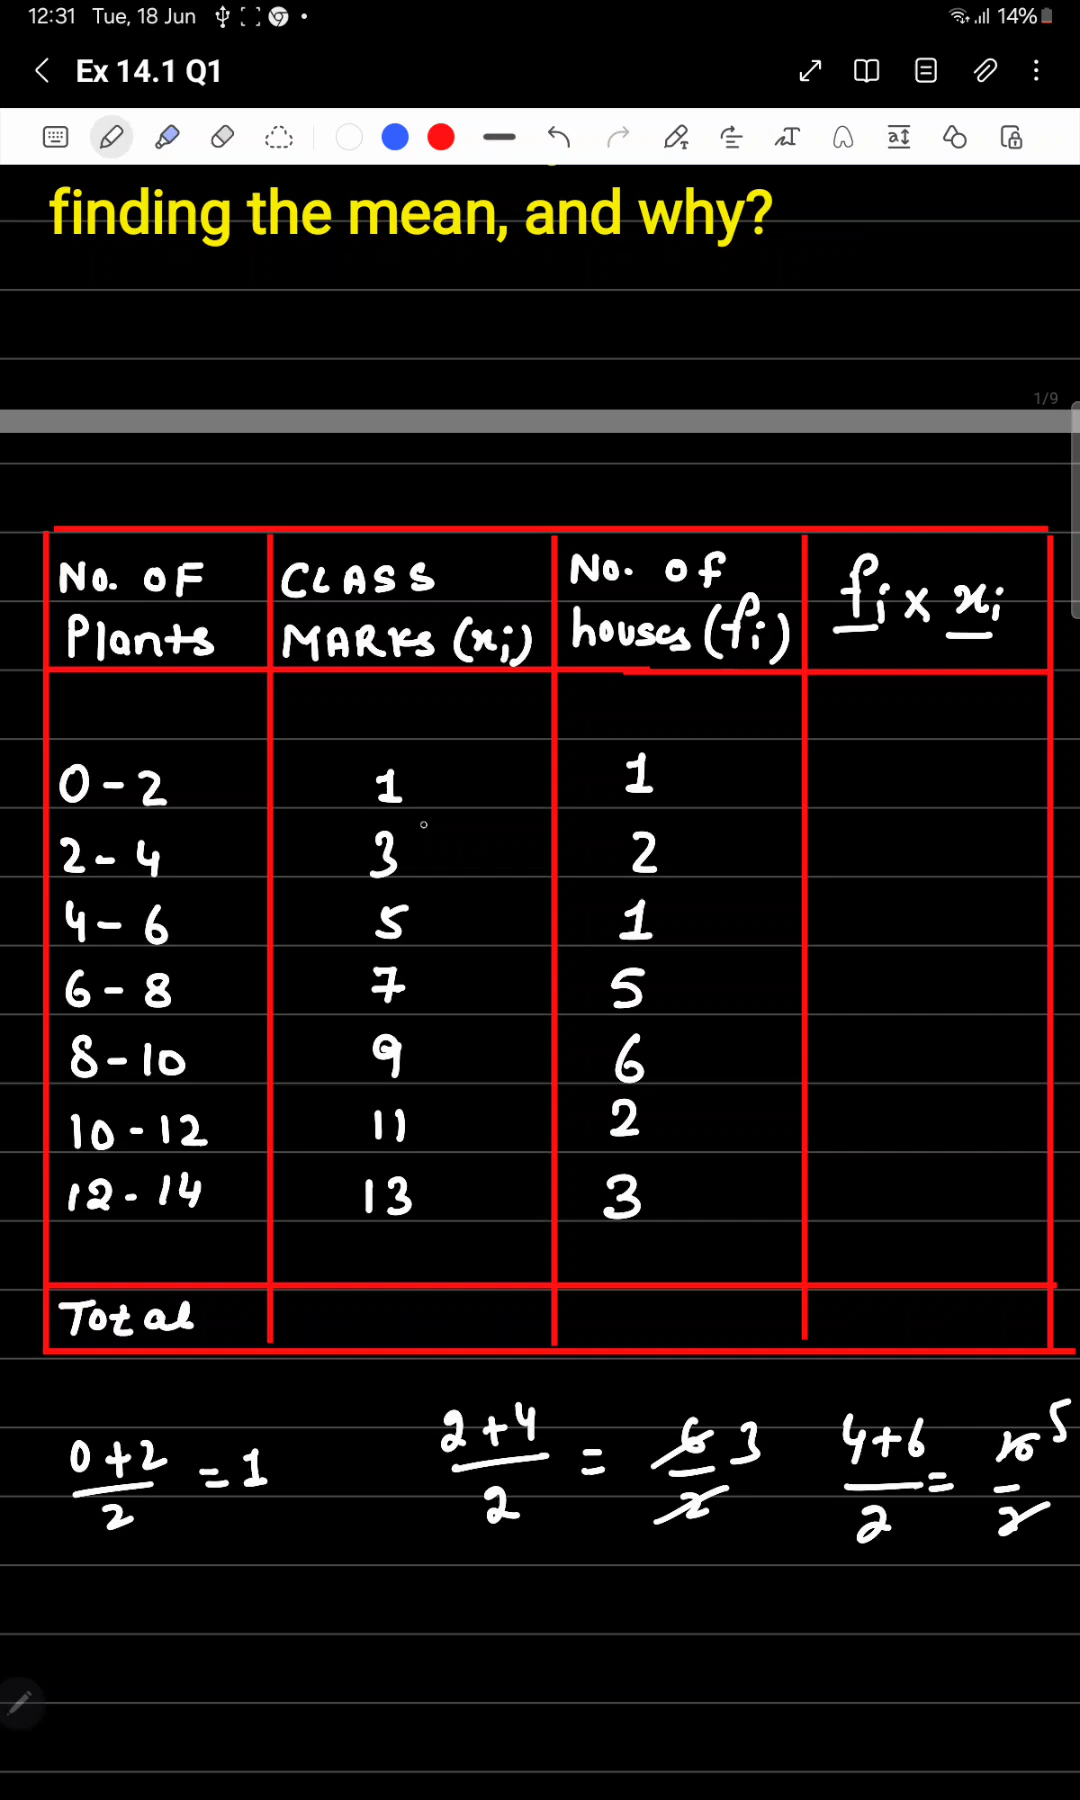 12:31 Tue, 18 Jun 14%
Ex 14.1 Q1
finding the mean, and why?
1/9
No. OF Plants CLASS MARKS (xi) No. of houses (fi) fi x xi
0 - 2 1 1
2 - 4 3 2
4 - 6 5 1
6 - 8 7 5
8 - 10 9 6
10 - 12 11 2
12 - 14 13 3
Total
0+2/2 = 1 2+4/2 = 6/2 3 4+6/2 = 10/2 5